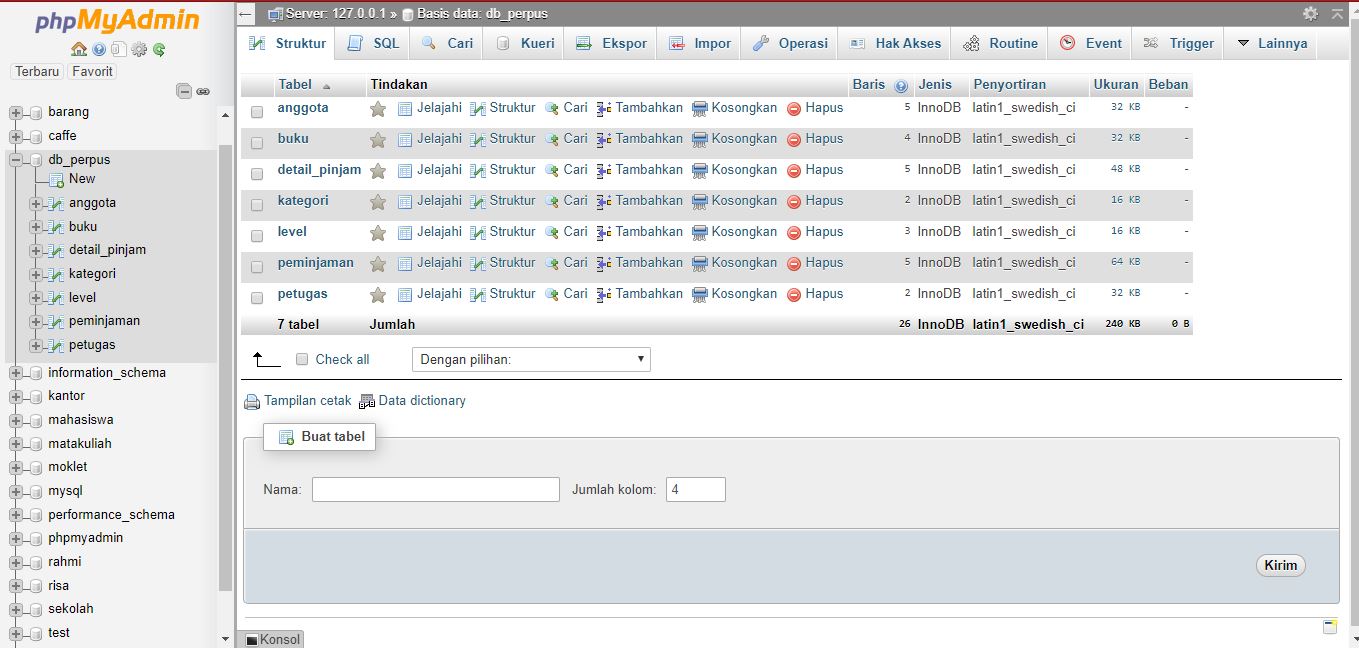 phpMyAdmin
Terbaru Favorit
barang
caffe
db_perpus
New
anggota
buku
detail_pinjam
kategori
level
peminjaman
petugas
information_schema
kantor
mahasiswa
matakuliah
moklet
mysql
performance_schema
phpmyadmin
rahmi
risa
sekolah
test
Server: 127.0.0.1 » Basis data: db_perpus
Struktur SQL Cari Kueri Ekspor Impor Operasi Hak Akses Routine Event Trigger Lainnya
Tabel Tindakan Baris Jenis Penyortiran Ukuran Beban
anggota Jelajahi Struktur Cari Tambahkan Kosongkan Hapus 5 InnoDB latin1_swedish_ci 32 KB -
buku Jelajahi Struktur Cari Tambahkan Kosongkan Hapus 4 InnoDB latin1_swedish_ci 32 KB -
detail_pinjam Jelajahi Struktur Cari Tambahkan Kosongkan Hapus 5 InnoDB latin1_swedish_ci 48 KB -
kategori Jelajahi Struktur Cari Tambahkan Kosongkan Hapus 2 InnoDB latin1_swedish_ci 16 KB -
level Jelajahi Struktur Cari Tambahkan Kosongkan Hapus 3 InnoDB latin1_swedish_ci 16 KB -
peminjaman Jelajahi Struktur Cari Tambahkan Kosongkan Hapus 5 InnoDB latin1_swedish_ci 64 KB -
petugas Jelajahi Struktur Cari Tambahkan Kosongkan Hapus 2 InnoDB latin1_swedish_ci 32 KB -
7 tabel Jumlah 26 InnoDB latin1_swedish_ci 240 KB 0 B
Check all Dengan pilihan:
Tampilan cetak Data dictionary
Buat tabel
Nama: Jumlah kolom: 4
Kirim
Konsol